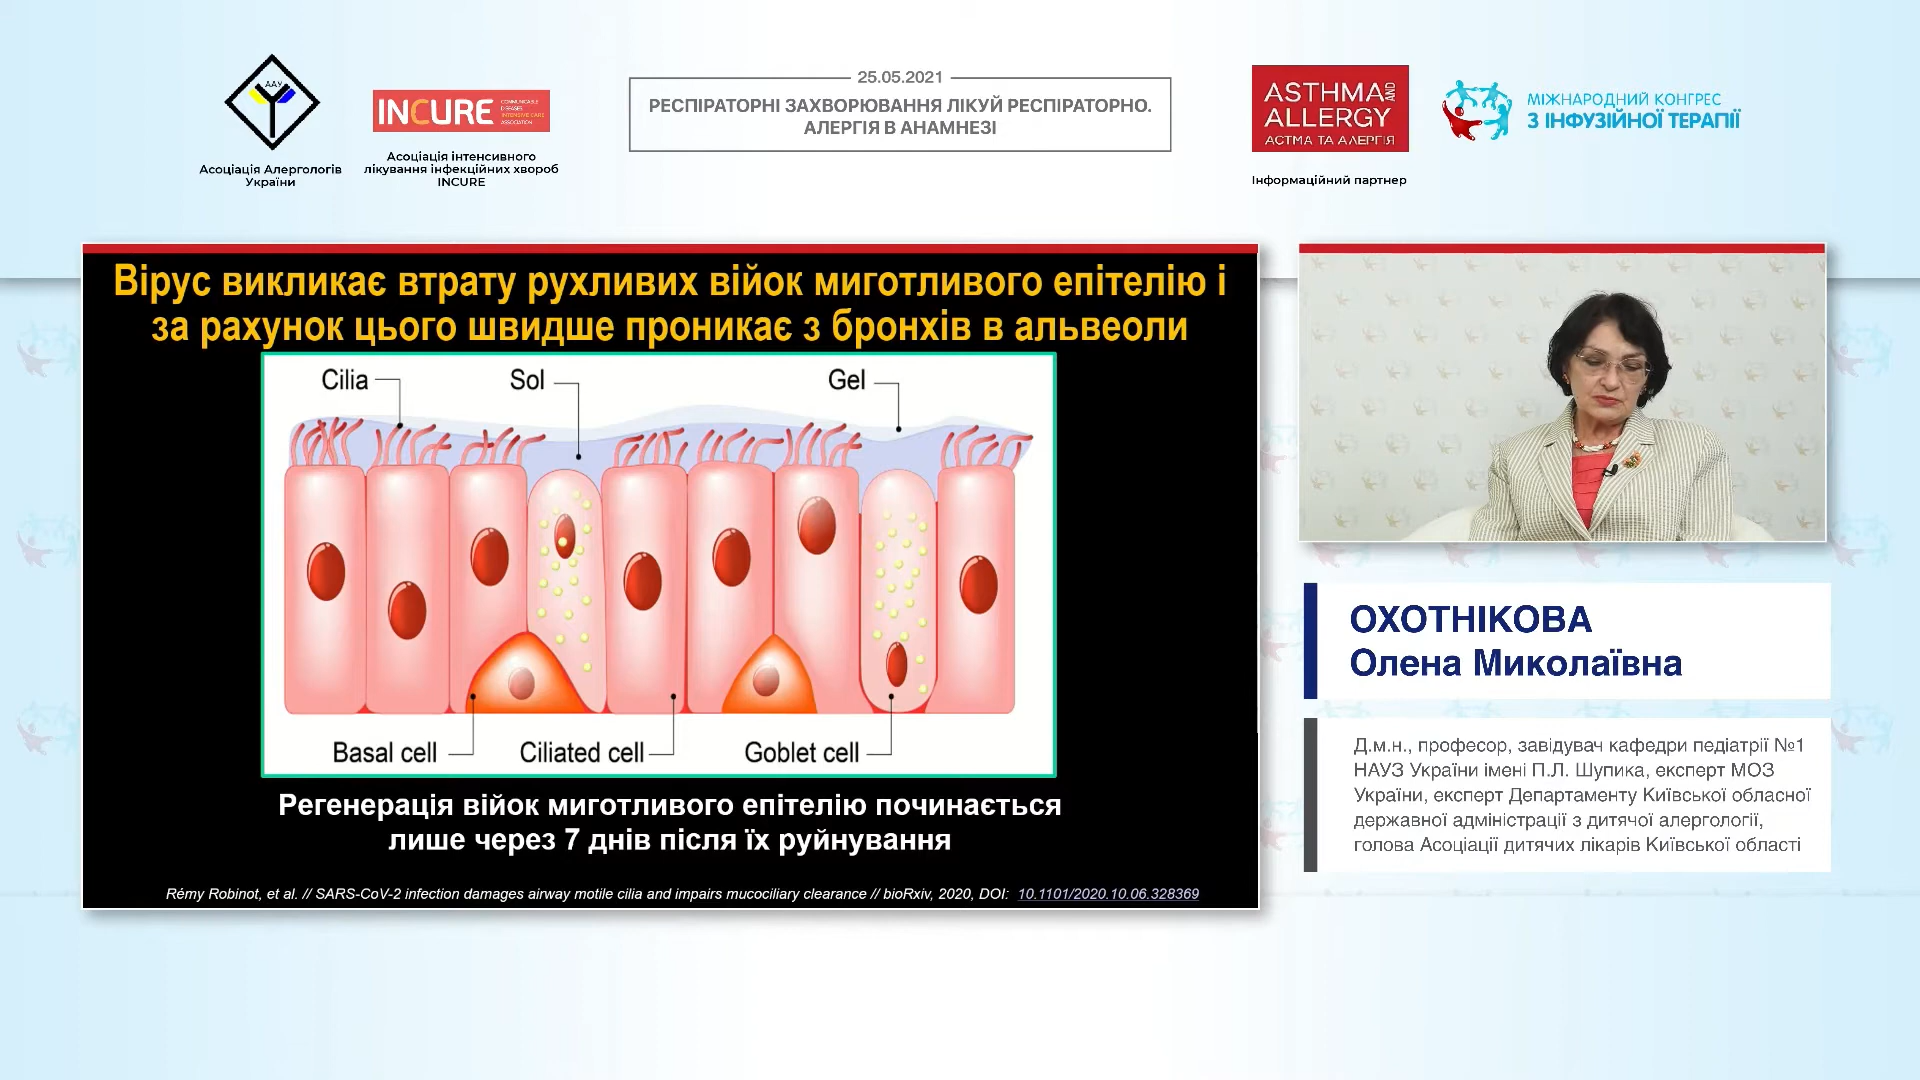 ААУ
Асоціація Алергологів
України
INCURE
COMMUNICABLE
DISEASES
INTENSIVE CARE
ASSOCIATION
Асоціація інтенсивного
лікування інфекційних хвороб
INCURE
25.05.2021
РЕСПІРАТОРНІ ЗАХВОРЮВАННЯ ЛІКУЙ РЕСПІРАТОРНО.
АЛЕРГІЯ В АНАМНЕЗІ
ASTHMA AND
ALLERGY
АСТМА ТА АЛЕРГІЯ
Інформаційний партнер
МІЖНАРОДНИЙ КОНГРЕС
З ІНФУЗІЙНОЇ ТЕРАПІЇ
Вірус викликає втрату рухливих війок миготливого епітелію і
за рахунок цього швидше проникає з бронхів в альвеоли
Cilia
Sol
Gel
Basal cell
Ciliated cell
Goblet cell
Регенерація війок миготливого епітелію починається
лише через 7 днів після їх руйнування
Rémy Robinot, et al. // SARS-CoV-2 infection damages airway motile cilia and impairs mucociliary clearance // bioRxiv, 2020, DOI: 10.1101/2020.10.06.328369
ОХОТНІКОВА
Олена Миколаївна
Д.м.н., професор, завідувач кафедри педіатрії №1
НАУЗ України імені П.Л. Шупика, експерт МОЗ
України, експерт Департаменту Київської обласної
державної адміністрації з дитячої алергології,
голова Асоціації дитячих лікарів Київської області